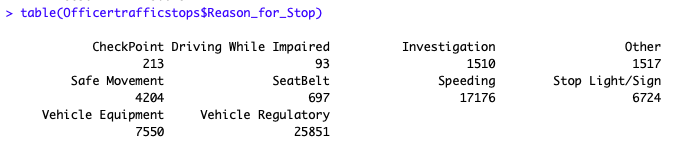 > table(Officertrafficstops$Reason_for_Stop)
CheckPoint Driving While Impaired Investigation Other
213 93 1510 1517
Safe Movement SeatBelt Speeding Stop Light/Sign
4204 697 17176 6724
Vehicle Equipment Vehicle Regulatory
7550 25851